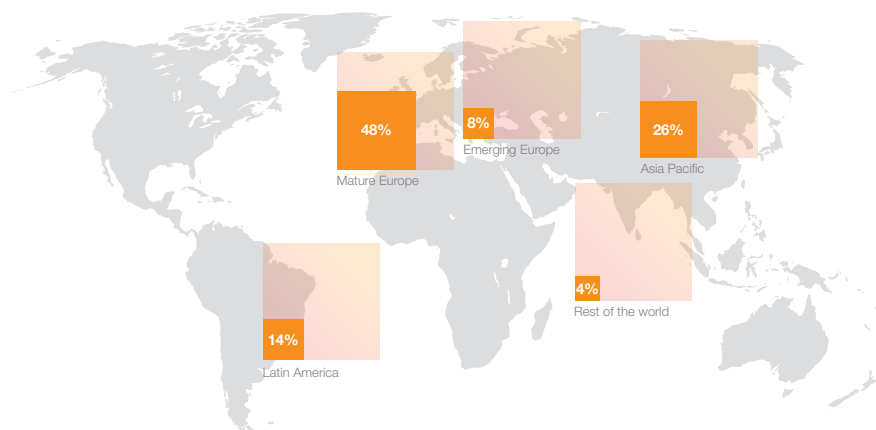 48%
Mature Europe
8%
Emerging Europe
26%
Asia Pacific
4%
Rest of the world
14%
Latin America